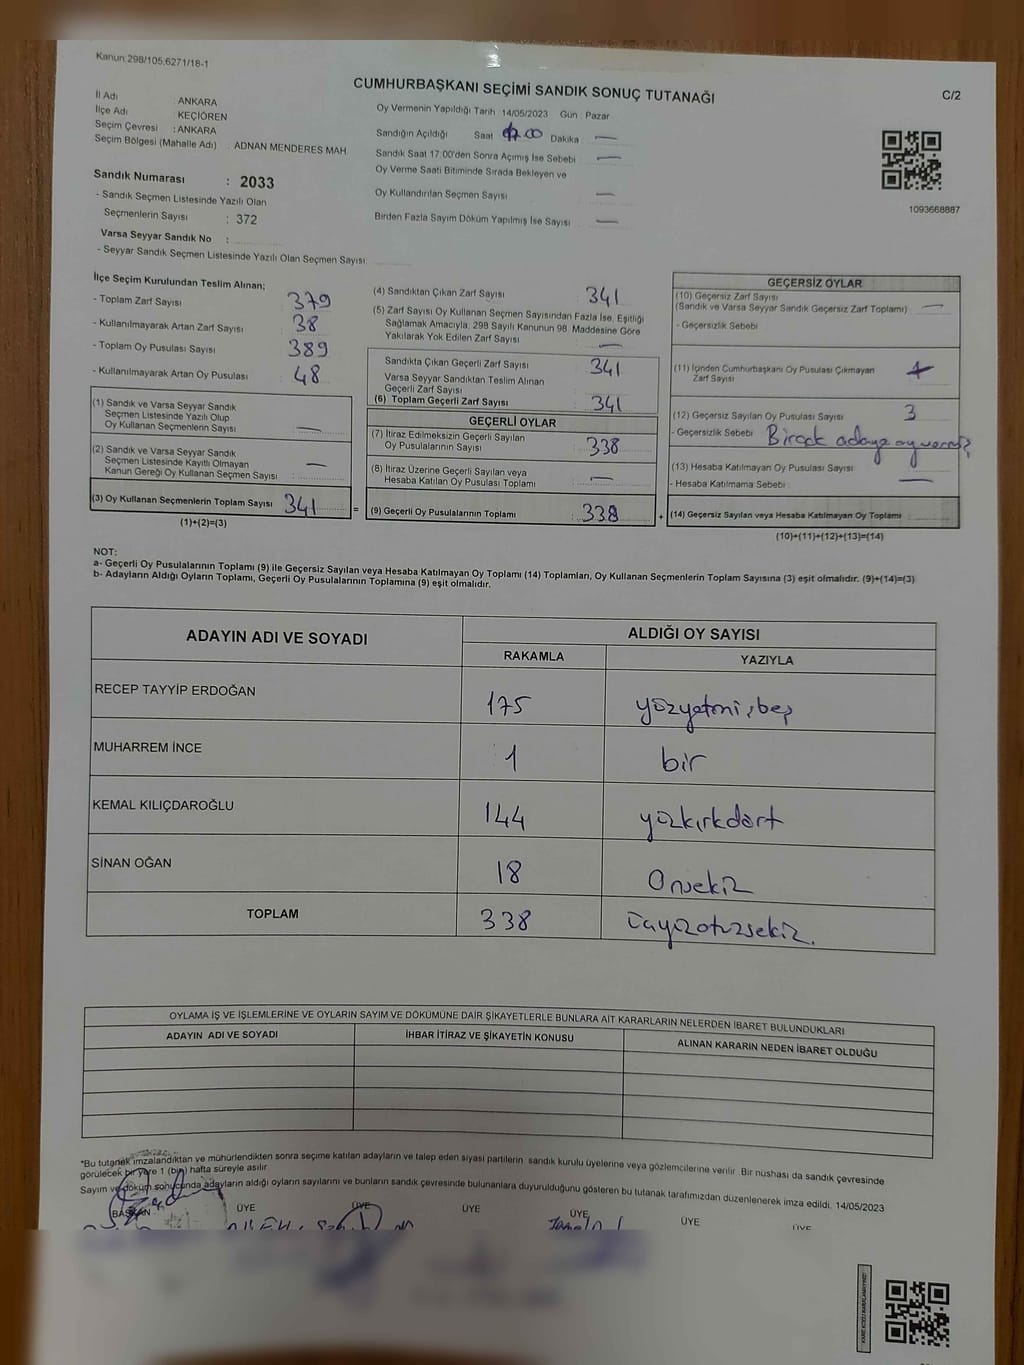 Kanun:298/105.6271/18-1
CUMHURBAŞKANI SEÇİMİ SANDIK SONUÇ TUTANAĞI
C/2
İl Adı : ANKARA
İlçe Adı : KEÇİÖREN
Seçim Çevresi : ANKARA
Seçim Bölgesi (Mahalle Adı) : ADNAN MENDERES MAH.
Oy Vermenin Yapıldığı Tarih 14/05/2023 Gün : Pazar
Sandığın Açıldığı Saat Dakika : —
Sandık Saat 17:00'den Sonra Açımış İse Sebebi —
Oy Verme Saati Bitiminde Sırada Bekleyen ve
Oy Kullandırılan Seçmen Sayısı —
Birden Fazla Sayım Döküm Yapılmış İse Sayısı —
1093668887
Sandık Numarası : 2033
- Sandık Seçmen Listesinde Yazılı Olan
Seçmenlerin Sayısı : 372
Varsa Seyyar Sandık No :
- Seyyar Sandık Seçmen Listesinde Yazılı Olan Seçmen Sayısı:
İlçe Seçim Kurulundan Teslim Alınan;
- Toplam Zarf Sayısı 379
- Kullanılmayarak Artan Zarf Sayısı 38
- Toplam Oy Pusulası Sayısı 389
- Kullanılmayarak Artan Oy Pusulası 48
(1) Sandık ve Varsa Seyyar Sandık
Seçmen Listesinde Yazılı Olup
Oy Kullanan Seçmenlerin Sayısı —
(2) Sandık ve Varsa Seyyar Sandık
Seçmen Listesinde Kayıtlı Olmayan
Kanun Gereği Oy Kullanan Seçmen Sayısı : —
(3) Oy Kullanan Seçmenlerin Toplam Sayısı 341 =
(1)+(2)=(3)
(4) Sandıktan Çıkan Zarf Sayısı 341
(5) Zarf Sayısı Oy Kullanan Seçmen Sayısından Fazla İse, Eşitliği
Sağlamak Amacıyla, 298 Sayılı Kanunun 98. Maddesine Göre
Yakılarak Yok Edilen Zarf Sayısı : —
Sandıkta Çıkan Geçerli Zarf Sayısı 341
Varsa Seyyar Sandıktan Teslim Alınan
Geçerli Zarf Sayısı
(6) Toplam Geçerli Zarf Sayısı 341
GEÇERLİ OYLAR
(7) İtiraz Edilmeksizin Geçerli Sayılan
Oy Pusulalarının Sayısı 338
(8) İtiraz Üzerine Geçerli Sayılan veya
Hesaba Katılan Oy Pusulası Toplamı —
(9) Geçerli Oy Pusulalarının Toplamı : 338 +
GEÇERSİZ OYLAR
(10) Geçersiz Zarf Sayısı
(Sandık ve Varsa Seyyar Sandık Geçersiz Zarf Toplamı) —
- Geçersizlik Sebebi
(11) İçinden Cumhurbaşkanı Oy Pusulası Çıkmayan
Zarf Sayısı
(12) Geçersiz Sayılan Oy Pusulası Sayısı 3
- Geçersizlik Sebebi
(13) Hesaba Katılmayan Oy Pusulası Sayısı —
- Hesaba Katılmama Sebebi :
(14) Geçersiz Sayılan veya Hesaba Katılmayan Oy Toplamı :
(10)+(11)+(12)+(13)=(14)
NOT:
a- Geçerli Oy Pusulalarının Toplamı (9) ile Geçersiz Sayılan veya Hesaba Katılmayan Oy Toplamı (14) Toplamları, Oy Kullanan Seçmenlerin Toplam Sayısına (3) eşit olmalıdır. (9)+(14)=(3)
b- Adayların Aldığı Oyların Toplamı, Geçerli Oy Pusulalarının Toplamına (9) eşit olmalıdır.
ADAYIN ADI VE SOYADI
ALDIĞI OY SAYISI
RAKAMLA YAZIYLA
RECEP TAYYİP ERDOĞAN 175 yüzyetmişbeş
MUHARREM İNCE 1 bir
KEMAL KILIÇDAROĞLU 144 yüzkırkdört
SİNAN OĞAN 18 Onsekiz
TOPLAM 338
OYLAMA İŞ VE İŞLEMLERİNE VE OYLARIN SAYIM VE DÖKÜMÜNE DAİR ŞİKAYETLERLE BUNLARA AİT KARARLARIN NELERDEN İBARET BULUNDUKLARI
ADAYIN ADI VE SOYADI İHBAR İTİRAZ VE ŞİKAYETİN KONUSU ALINAN KARARIN NEDEN İBARET OLDUĞU
*Bu tutanak imzalandıktan ve mühürlendikten sonra seçime katılan adayların ve talep eden siyasi partilerin sandık kurulu üyelerine veya gözlemcilerine verilir. Bir nüshası da sandık çevresinde
görülecek bir yere 1 (bir) hafta süreyle asılır.
Sayım ve döküm sonucunda adayların aldığı oyların sayılarını ve bunların sandık çevresinde bulunanlara duyurulduğunu gösteren bu tutanak tarafımızdan düzenlenerek imza edildi. 14/05/2023
BAŞKAN ÜYE ÜYE ÜYE ÜYE ÜYE ÜYE